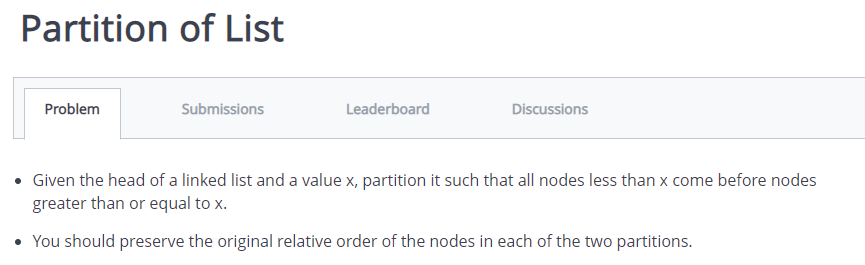 Partition of List
Problem Submissions Leaderboard Discussions
• Given the head of a linked list and a value x, partition it such that all nodes less than x come before nodes
greater than or equal to x.
• You should preserve the original relative order of the nodes in each of the two partitions.